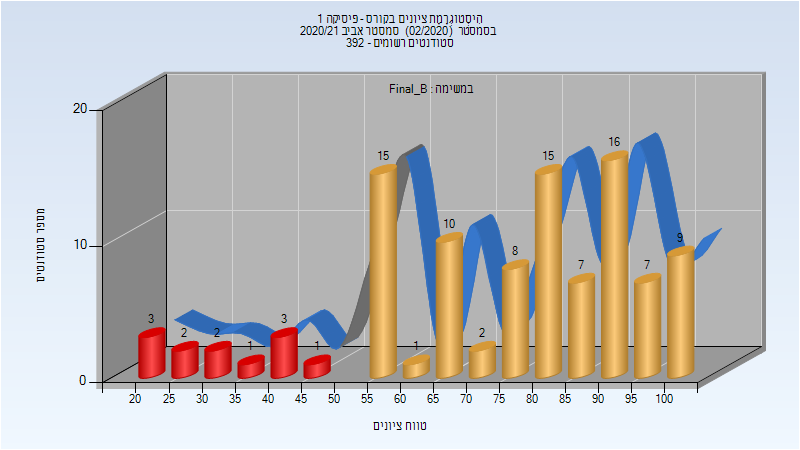 היסטוגרמת ציונים בקורס - פיסיקה 1
בסמסטר (02/2020) סמסטר אביב 2020/21
סטודנטים רשומים - 392
במשימה : Final_B
מספר סטודנטים
20
10
0
3
2
2
1
3
1
15
1
10
2
8
15
7
16
7
9
20 25 30 35 40 45 50 55 60 65 70 75 80 85 90 95 100
טווח ציונים